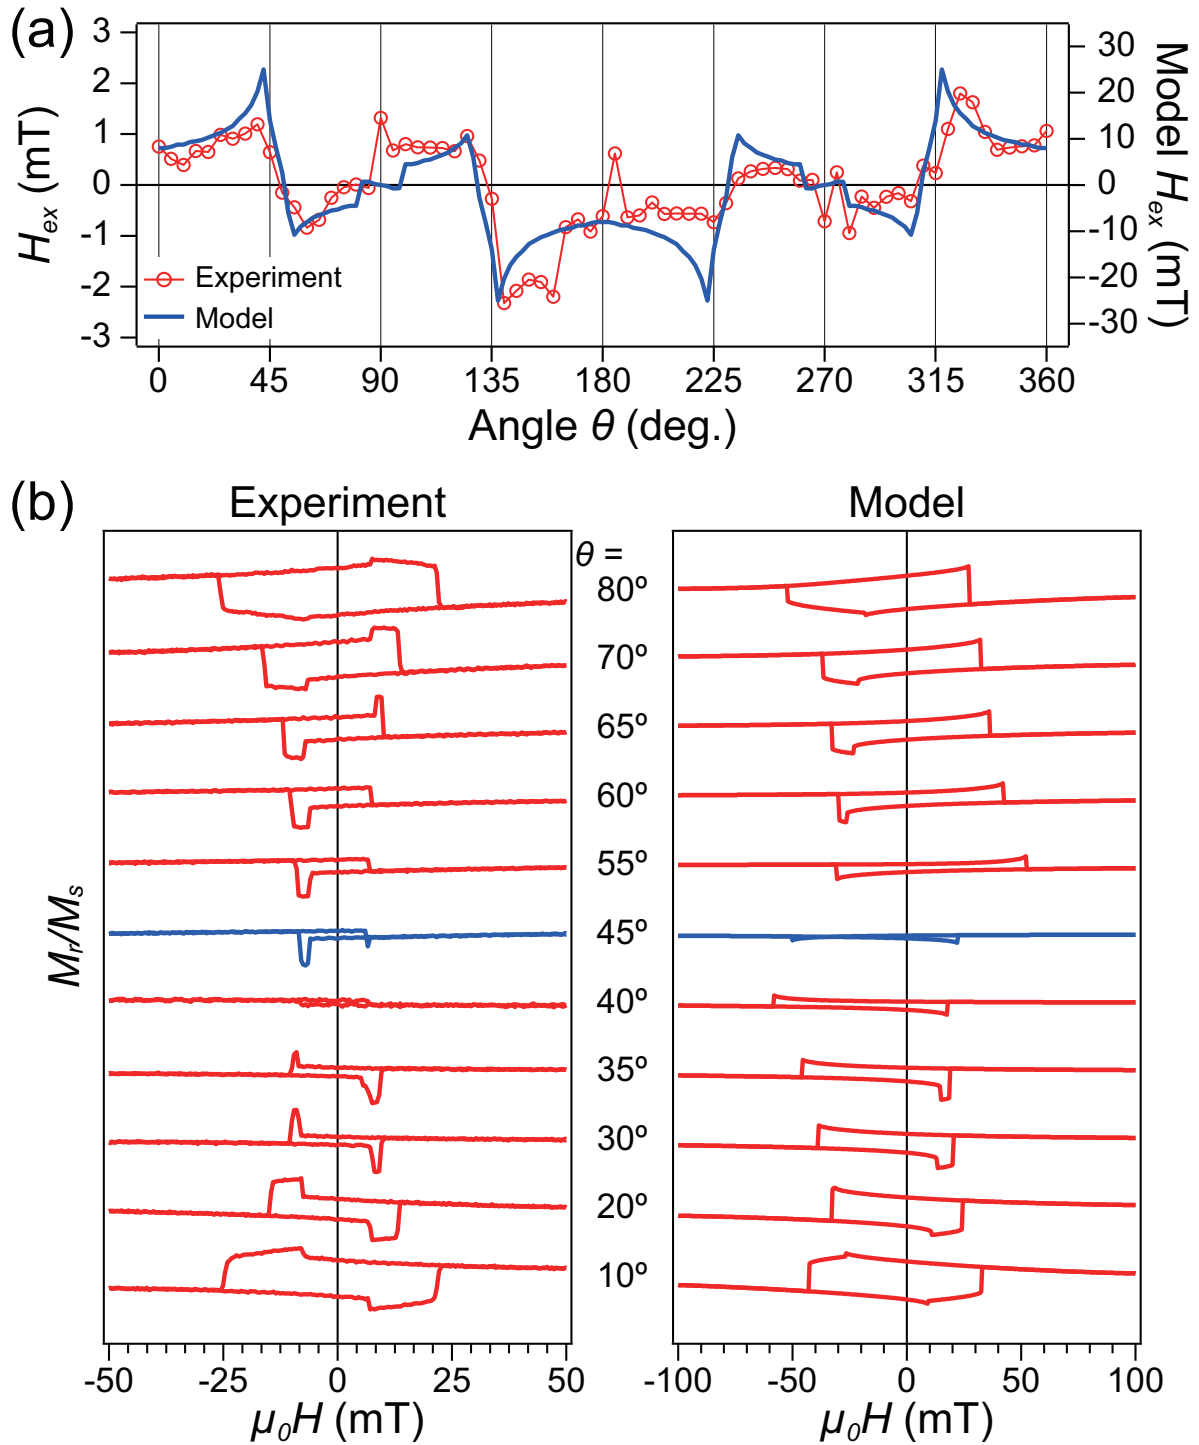 (a)
3
2
1
0
-1
-2
-3
H_ex (mT)
30
20
10
0
-10
-20
-30
Model H_ex (mT)
Experiment
Model
0 45 90 135 180 225 270 315 360
Angle θ (deg.)
(b)
Experiment
Model
θ =
80º
70º
65º
60º
55º
45º
40º
35º
30º
20º
10º
M_r/M_s
-50 -25 0 25 50
-100 -50 0 50 100
μ_0H (mT)
μ_0H (mT)